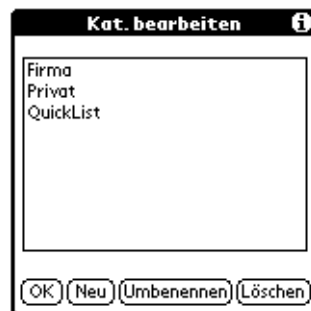 Kat. bearbeiten
Firma
Privat
QuickList
OK Neu Umbenennen Löschen